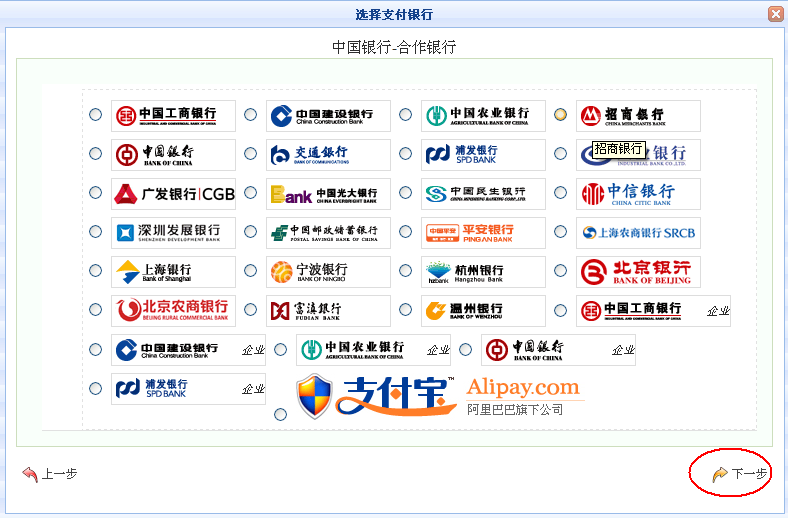 选择支付银行
中国银行-合作银行
中国工商银行
INDUSTRIAL AND COMMERCIAL BANK OF CHINA
中国建设银行
China Construction Bank
中国农业银行
AGRICULTURAL BANK OF CHINA
招商银行
CHINA MERCHANTS BANK
中国银行
BANK OF CHINA
交通银行
BANK OF COMMUNICATIONS
浦发银行
SPD BANK
招商银行
业银行
INDUSTRIAL BANK CO.,LTD.
广发银行|CGB
Bank
中国光大银行
CHINA EVERBRIGHT BANK
中国民生银行
CHINA MINSHENG BANKING CORP.,LTD.
中信银行
CHINA CITIC BANK
深圳发展银行
SHENZHEN DEVELOPMENT BANK
中国邮政储蓄银行
POSTAL SAVINGS BANK OF CHINA
中国平安
平安银行
PINGAN BANK
上海农商银行 SRCB
上海银行
Bank of Shanghai
宁波银行
BANK OF NINGBO
hzbank
杭州银行
Hangzhou Bank
北京银行
BANK OF BEIJING
北京农商银行
BEIJING RURAL COMMERCIAL BANK
富滇银行
FUDIAN BANK
温州银行
BANK OF WENZHOU
中国工商银行 企业
INDUSTRIAL AND COMMERCIAL BANK OF CHINA
中国建设银行 企业
China Construction Bank
中国农业银行 企业
AGRICULTURAL BANK OF CHINA
中国银行 企业
BANK OF CHINA
浦发银行 企业
SPD BANK
支付宝™ Alipay.com
阿里巴巴旗下公司
上一步
下一步